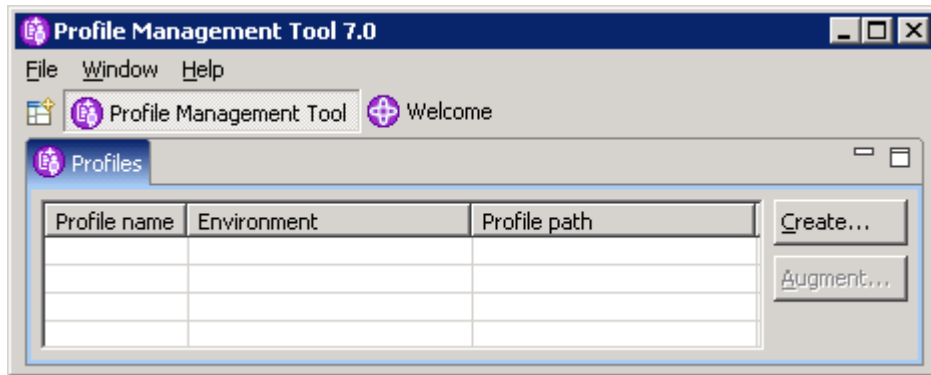 Profile Management Tool 7.0
File Window Help
Profile Management Tool Welcome
Profiles
Profile name Environment Profile path Create...
Augment...